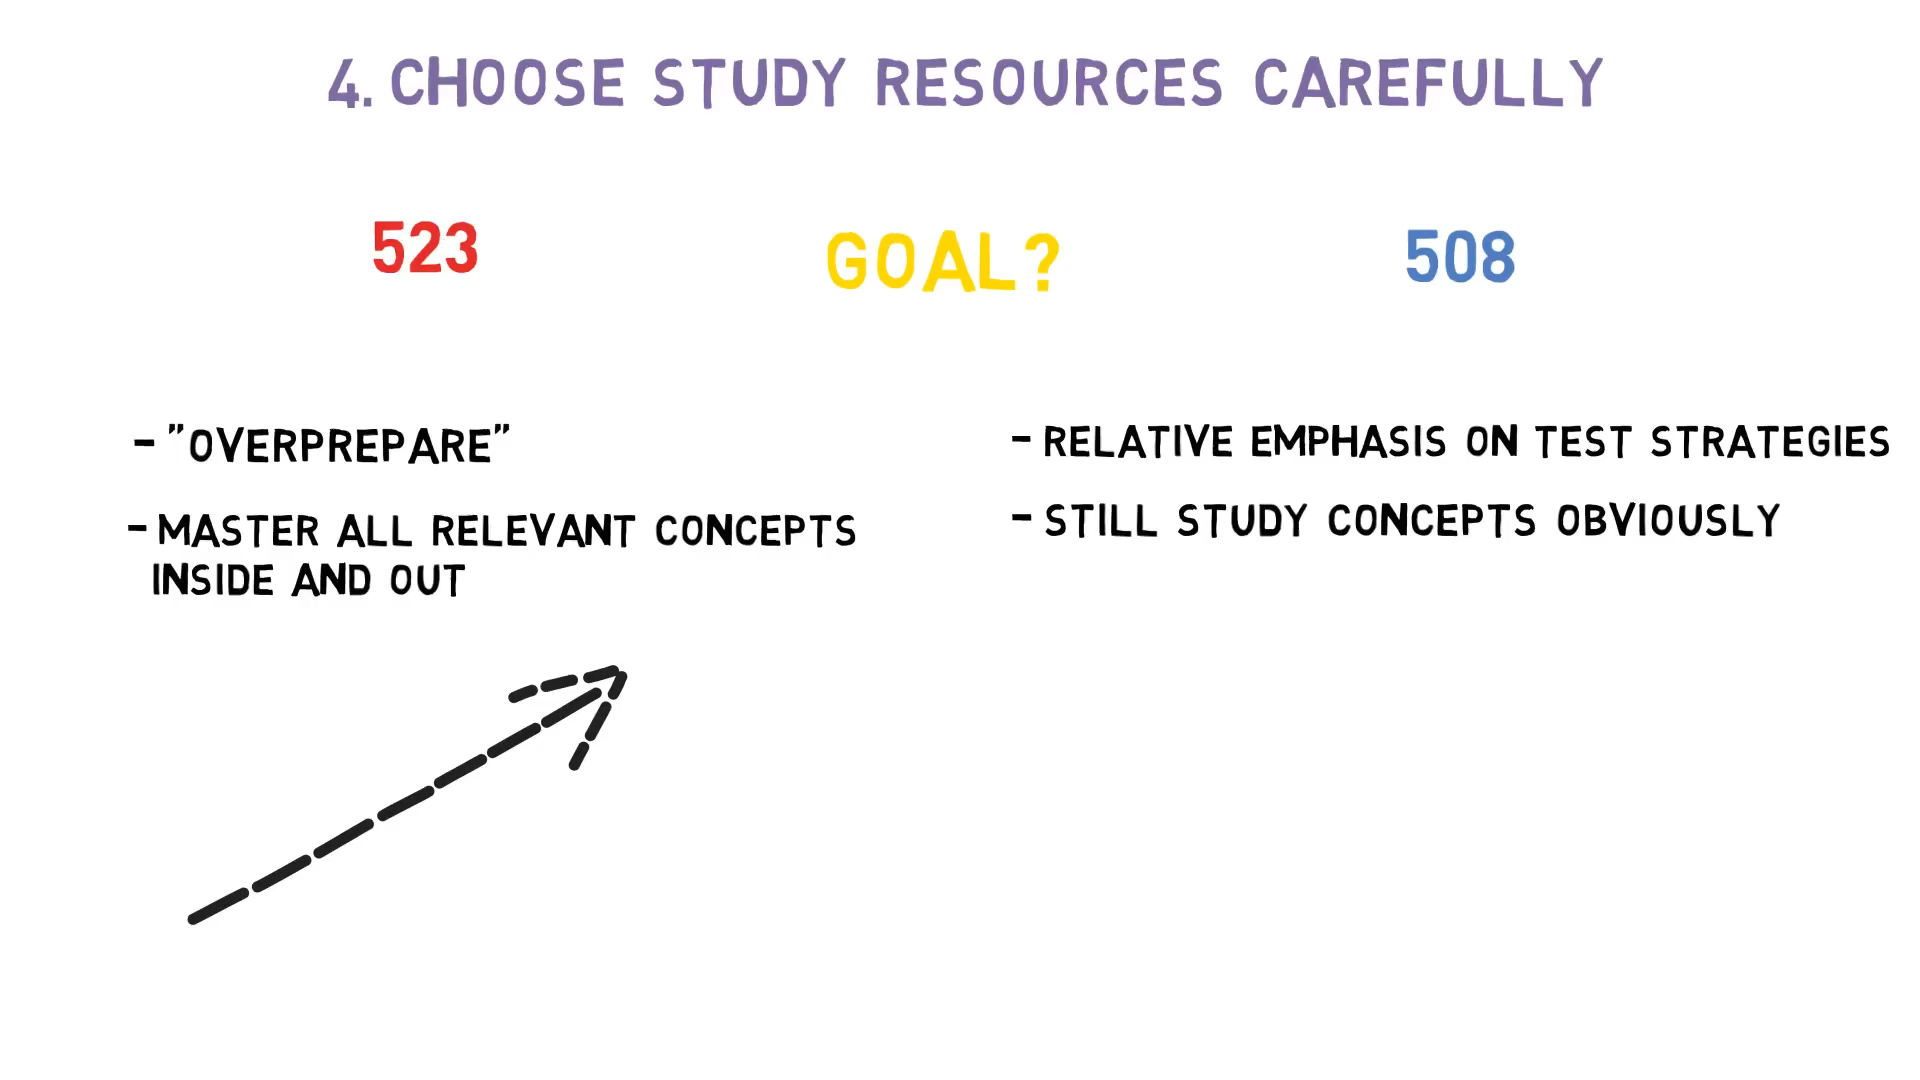 4. CHOOSE STUDY RESOURCES CAREFULLY
523
GOAL?
508
- "OVERPREPARE"
- MASTER ALL RELEVANT CONCEPTS
INSIDE AND OUT
- RELATIVE EMPHASIS ON TEST STRATEGIES
- STILL STUDY CONCEPTS OBVIOUSLY